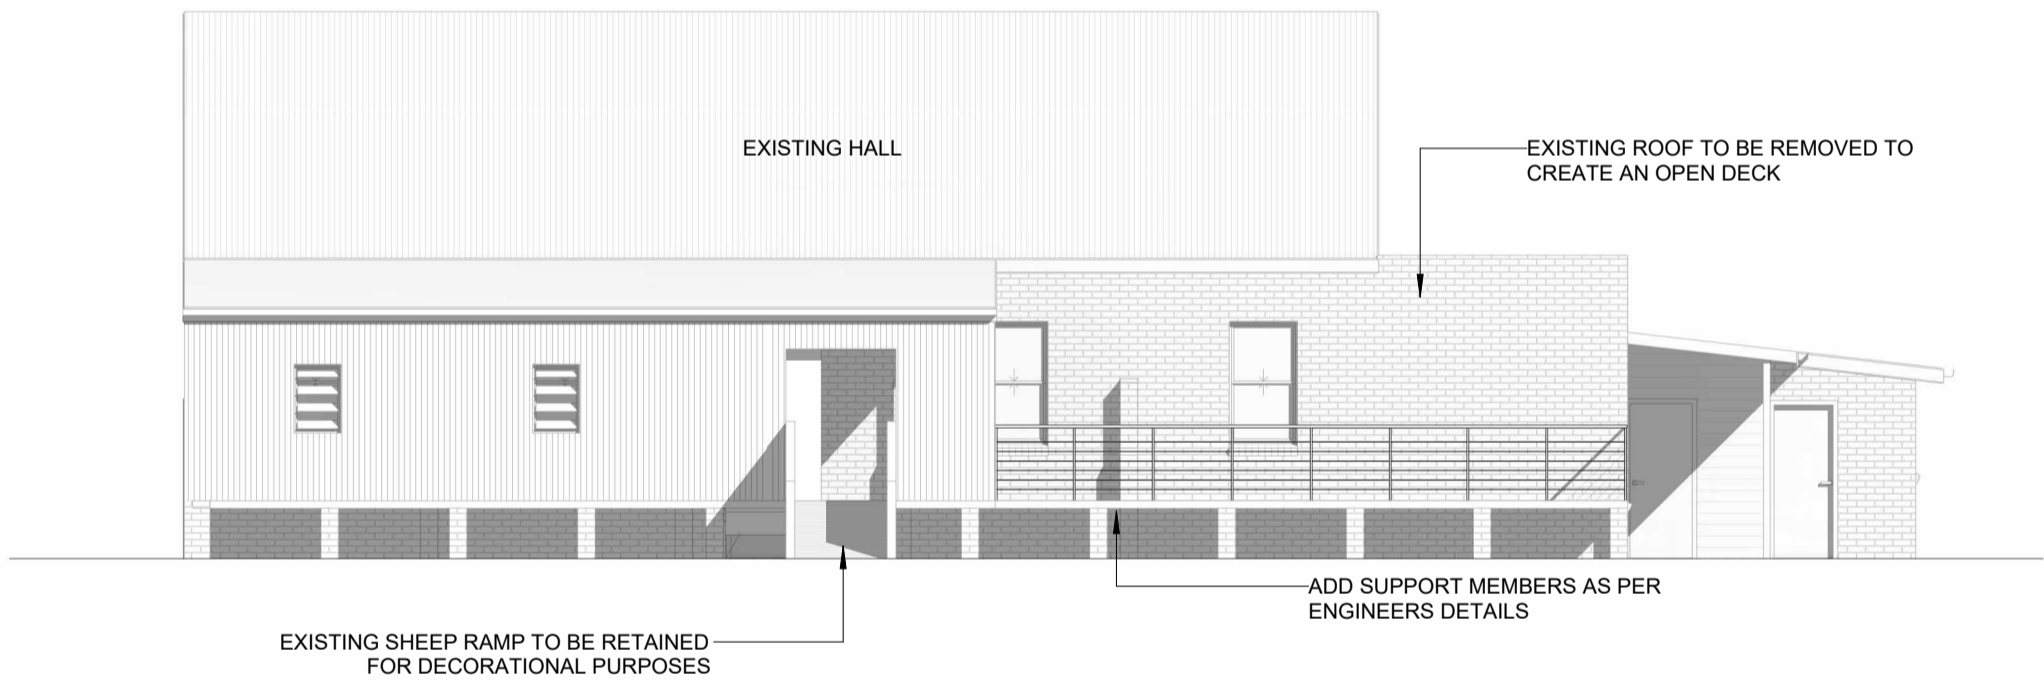 EXISTING HALL
EXISTING ROOF TO BE REMOVED TO
CREATE AN OPEN DECK
ADD SUPPORT MEMBERS AS PER
ENGINEERS DETAILS
EXISTING SHEEP RAMP TO BE RETAINED
FOR DECORATIONAL PURPOSES